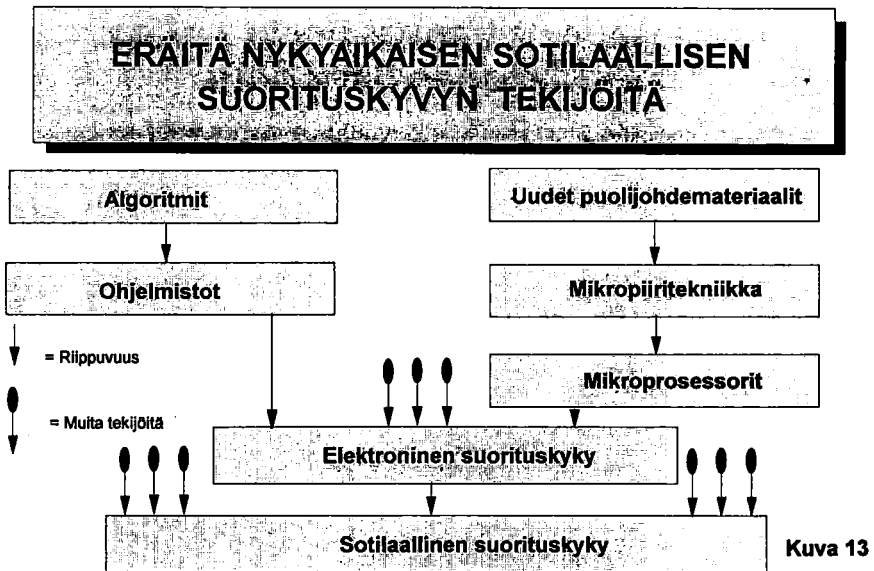 ERÄITÄ NYKYAIKAISEN SOTILAALLISEN
SUORITUSKYVYN TEKIJÖITÄ
Algoritmit
Uudet puolijohdemateriaalit
Ohjelmistot
Mikropiiritekniikka
= Riippuvuus
Mikroprosessorit
= Muita tekijöitä
Elektroninen suorituskyky
Sotilaallinen suorituskyky
Kuva 13